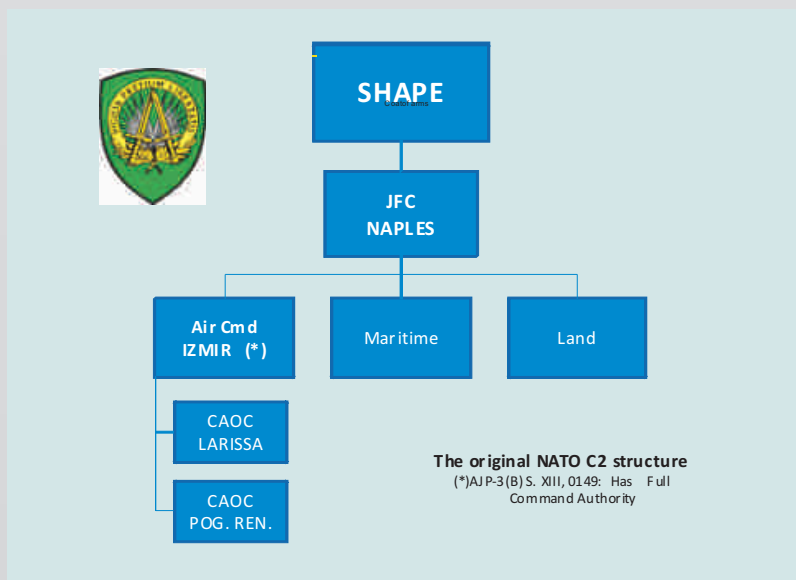 SHAPE
JFC
NAPLES
Air Cmd
IZMIR (*)
Maritime
Land
CAOC
LARISSA
CAOC
POG. REN.
The original NATO C2 structure
(*)AJP-3(B) S. XIII, 0149: Has Full
Command Authority